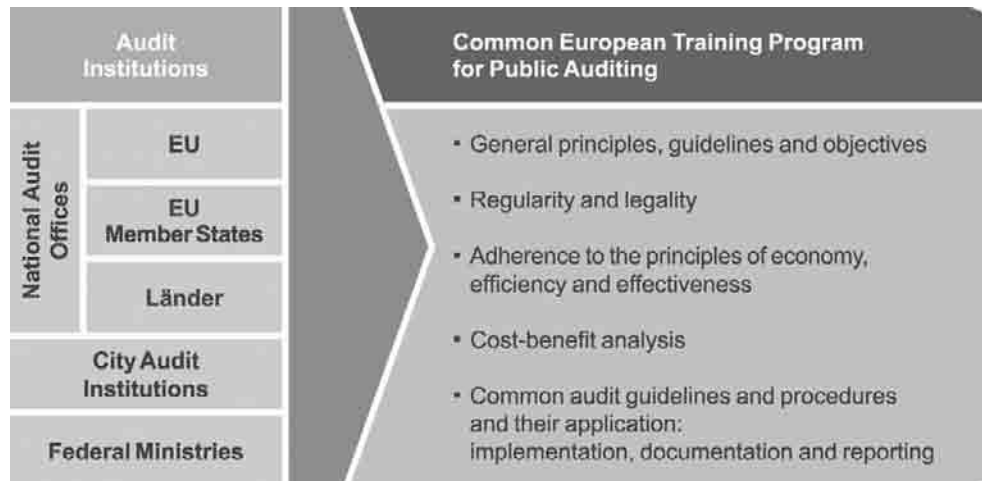 Audit
Institutions
National Audit
Offices
EU
EU
Member States
Länder
City Audit
Institutions
Federal Ministries
Common European Training Program
for Public Auditing
▪ General principles, guidelines and objectives
▪ Regularity and legality
▪ Adherence to the principles of economy,
efficiency and effectiveness
▪ Cost-benefit analysis
▪ Common audit guidelines and procedures
and their application:
implementation, documentation and reporting